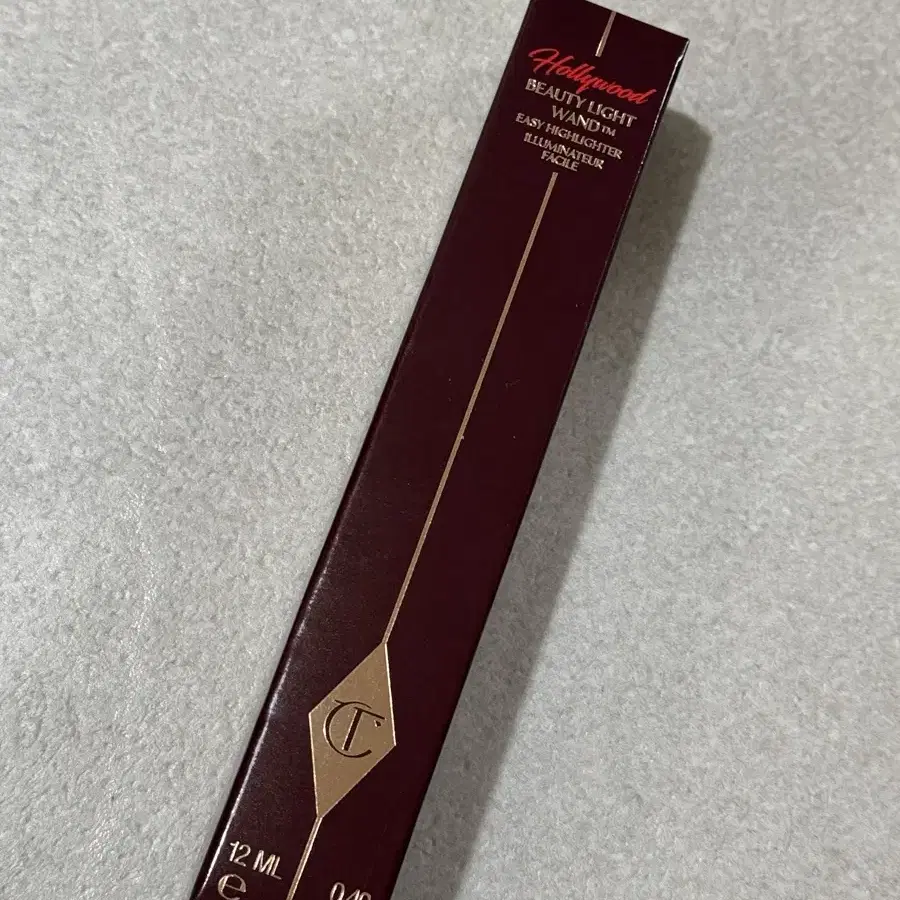 Hollywood
BEAUTY LIGHT
WAND™
EASY HIGHLIGHTER
ILLUMINATEUR
FACILE
CT
12 ML
℮